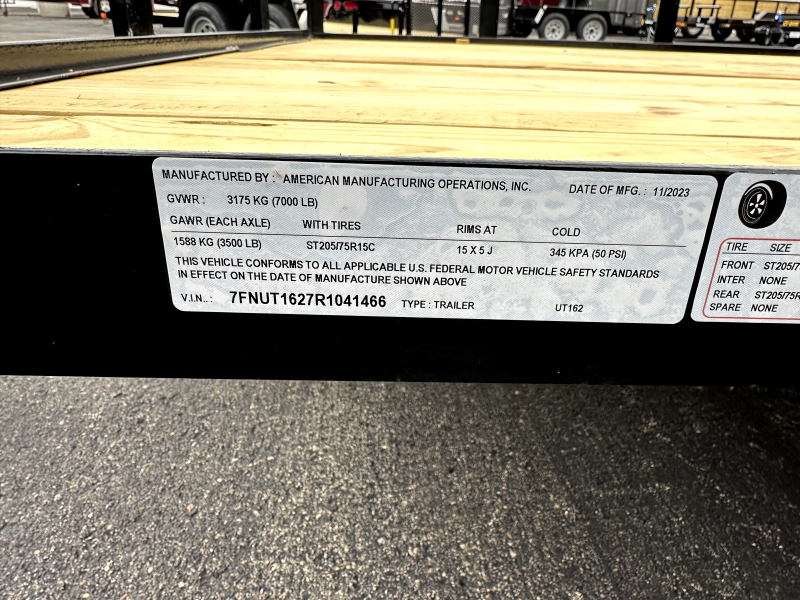 MANUFACTURED BY : AMERICAN MANUFACTURING OPERATIONS, INC. DATE OF MFG. : 11/2023
GVWR : 3175 KG (7000 LB)
GAWR (EACH AXLE) WITH TIRES RIMS AT COLD
1588 KG (3500 LB) ST205/75R15C 15 X 5 J 345 KPA (50 PSI)
THIS VEHICLE CONFORMS TO ALL APPLICABLE U.S. FEDERAL MOTOR VEHICLE SAFETY STANDARDS
IN EFFECT ON THE DATE OF MANUFACTURE SHOWN ABOVE
V.I.N.. : 7FNUT1627R1041466 TYPE : TRAILER UT162
TIRE SIZE
FRONT ST205/7
INTER NONE
REAR ST205/75R
SPARE NONE